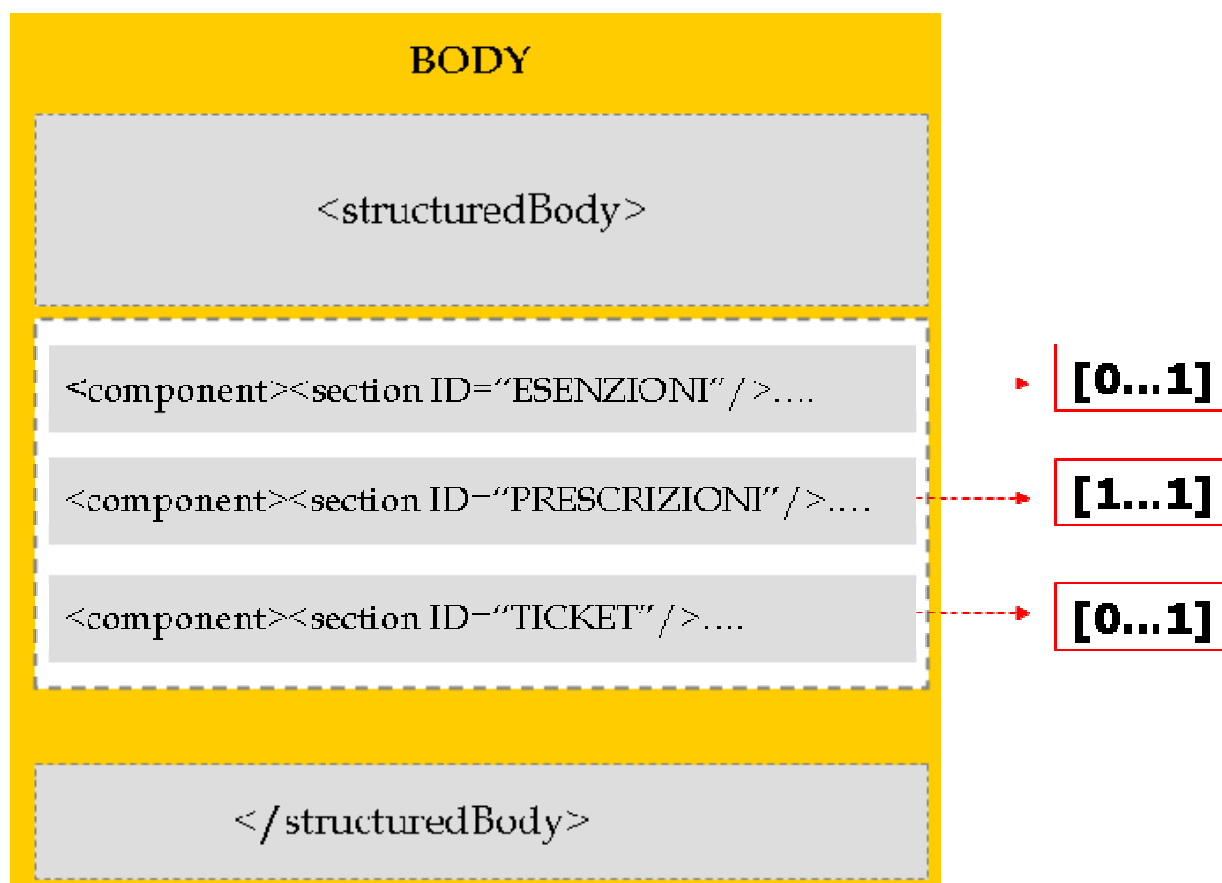 BODY
<structuredBody>
<component><section ID=“ESENZIONI”/>.... [0...1]
<component><section ID=“PRESCRIZIONI”/>.... [1...1]
<component><section ID=“TICKET”/>.... [0...1]
</structuredBody>